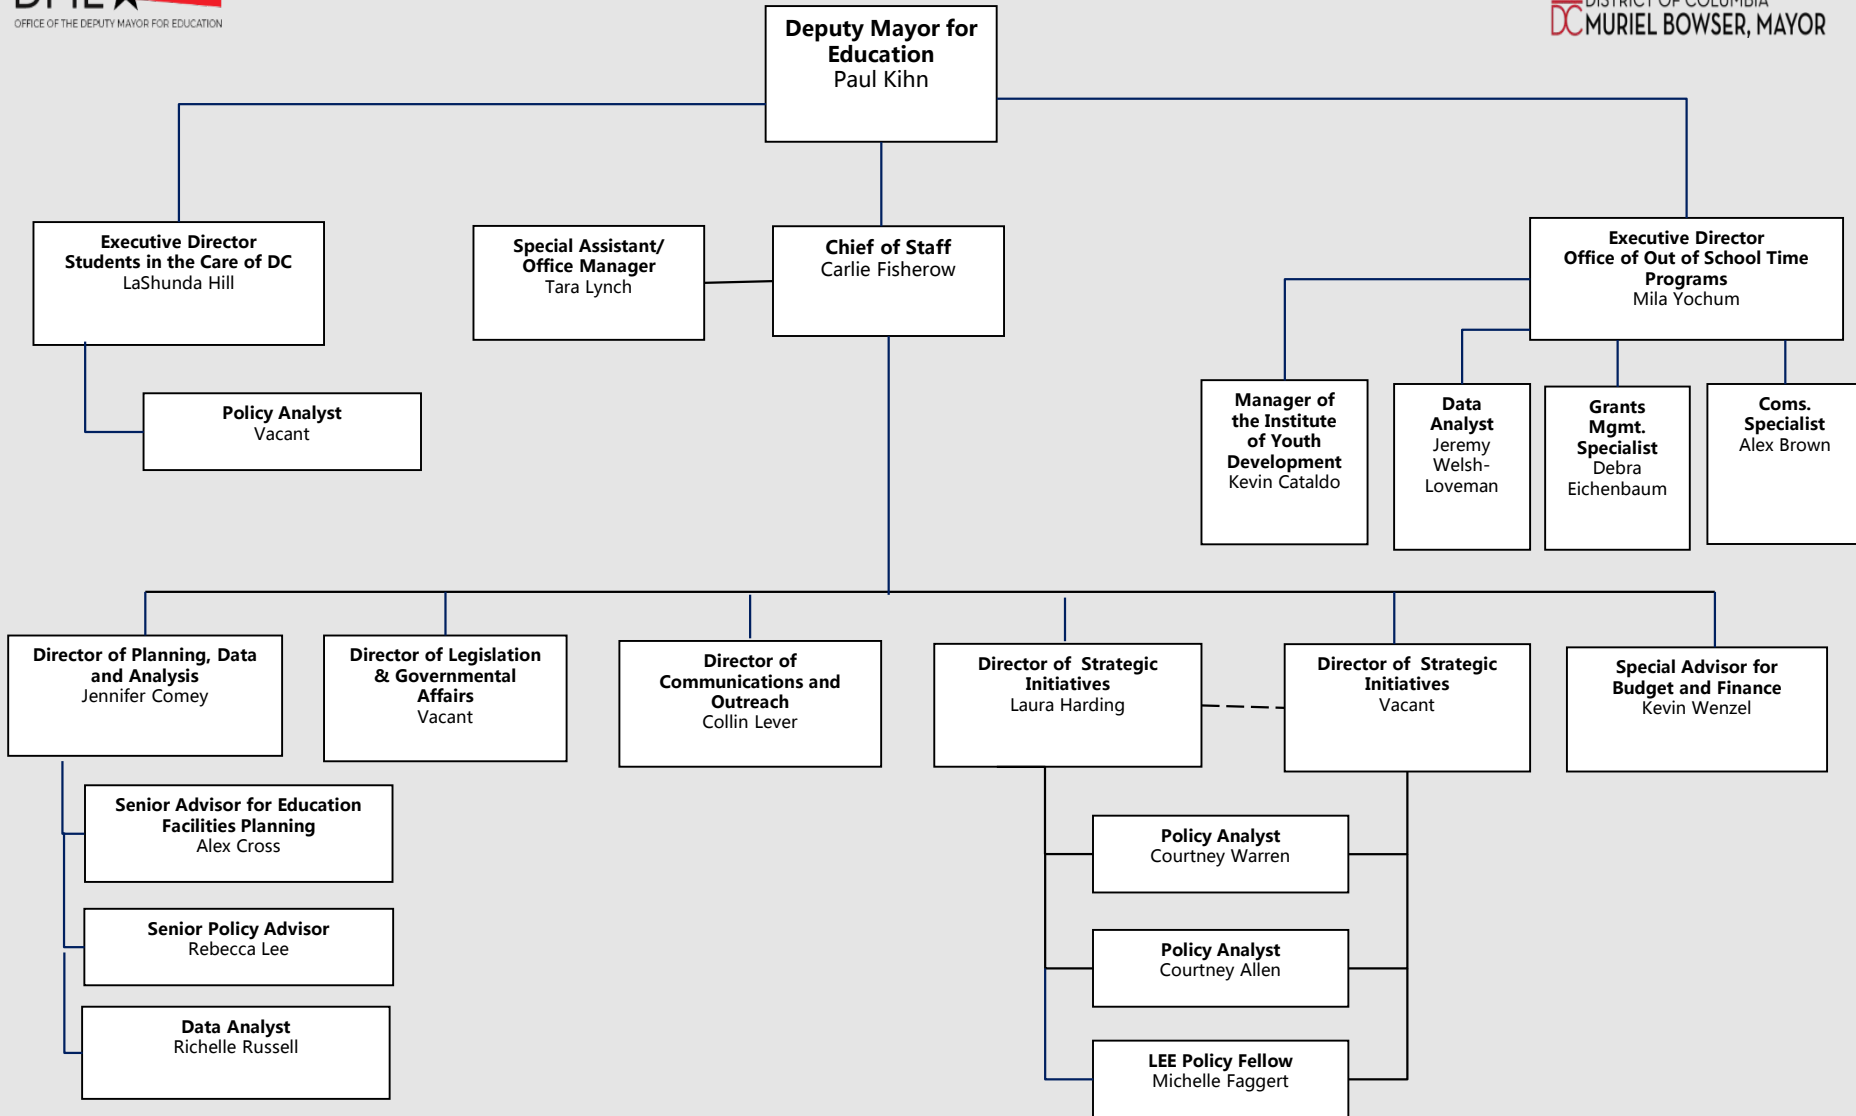 OFFICE OF THE DEPUTY MAYOR FOR EDUCATION
DISTRICT OF COLUMBIA
DC MURIEL BOWSER, MAYOR
Deputy Mayor for
Education
Paul Kihn
Executive Director
Students in the Care of DC
LaShunda Hill
Special Assistant/
Office Manager
Tara Lynch
Chief of Staff
Carlie Fisherow
Executive Director
Office of Out of School Time
Programs
Mila Yochum
Policy Analyst
Vacant
Manager of
the Institute
of Youth
Development
Kevin Cataldo
Data
Analyst
Jeremy
Welsh-
Loveman
Grants
Mgmt.
Specialist
Debra
Eichenbaum
Coms.
Specialist
Alex Brown
Director of Planning, Data
and Analysis
Jennifer Comey
Director of Legislation
& Governmental
Affairs
Vacant
Director of
Communications and
Outreach
Collin Lever
Director of Strategic
Initiatives
Laura Harding
Director of Strategic
Initiatives
Vacant
Special Advisor for
Budget and Finance
Kevin Wenzel
Senior Advisor for Education
Facilities Planning
Alex Cross
Senior Policy Advisor
Rebecca Lee
Data Analyst
Richelle Russell
Policy Analyst
Courtney Warren
Policy Analyst
Courtney Allen
LEE Policy Fellow
Michelle Faggert